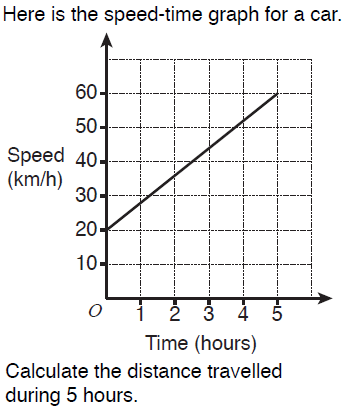 Here is the speed-time graph for a car.
60
50
Speed 40
(km/h)
30
20
10
O 1 2 3 4 5
Time (hours)
Calculate the distance travelled
during 5 hours.